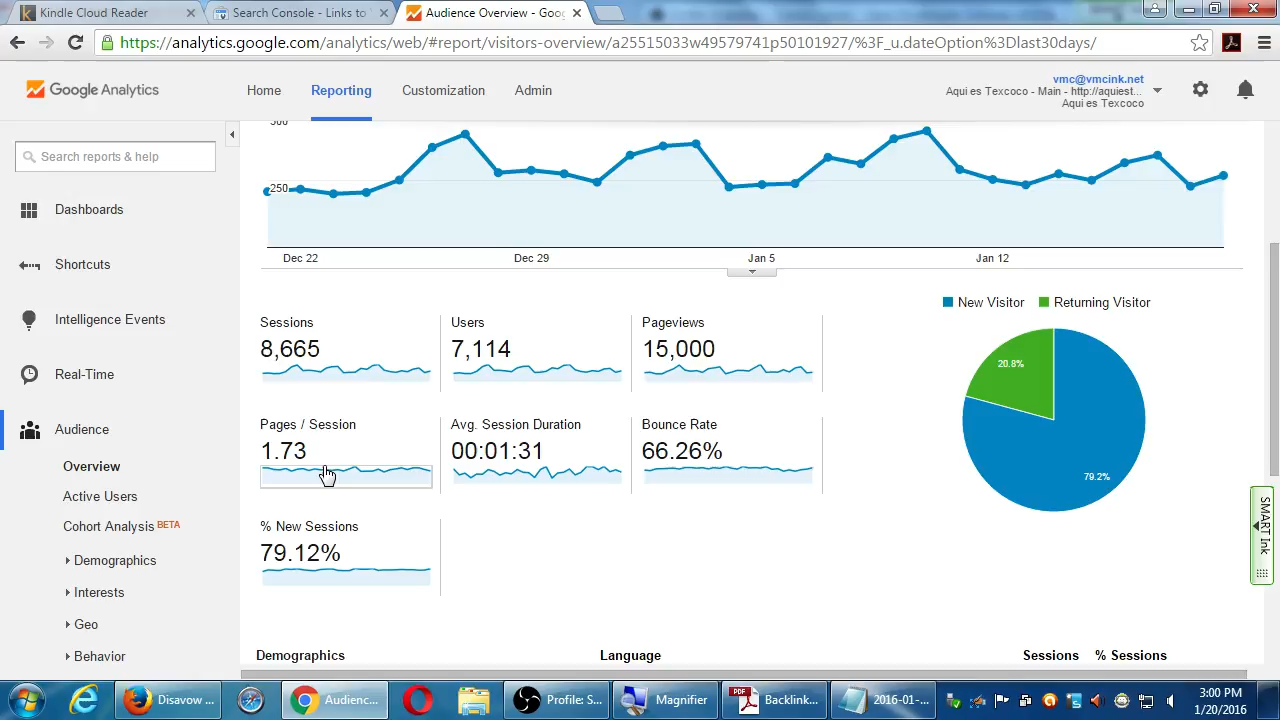 Kindle Cloud Reader
Search Console - Links to
Audience Overview - Goo
https://analytics.google.com/analytics/web/#report/visitors-overview/a25515033w49579741p50101927/%3F_u.dateOption%3Dlast30days/
Google Analytics
Home
Reporting
Customization
Admin
vmc@vmcink.net
Aqui es Texcoco - Main - http://aquiest...
Aqui es Texcoco
Search reports & help
Dashboards
Shortcuts
Intelligence Events
Real-Time
Audience
Overview
Active Users
Cohort Analysis BETA
Demographics
Interests
Geo
Behavior
500
250
Dec 22
Dec 29
Jan 5
Jan 12
New Visitor
Returning Visitor
Sessions
8,665
Users
7,114
Pageviews
15,000
Pages / Session
1.73
Avg. Session Duration
00:01:31
Bounce Rate
66.26%
% New Sessions
79.12%
20.8%
79.2%
SMART Ink
Demographics
Language
Sessions
% Sessions
Disavow ...
Audienc...
Profile: S...
Magnifier
PDF
Backlink...
2016-01-...
3:00 PM
1/20/2016